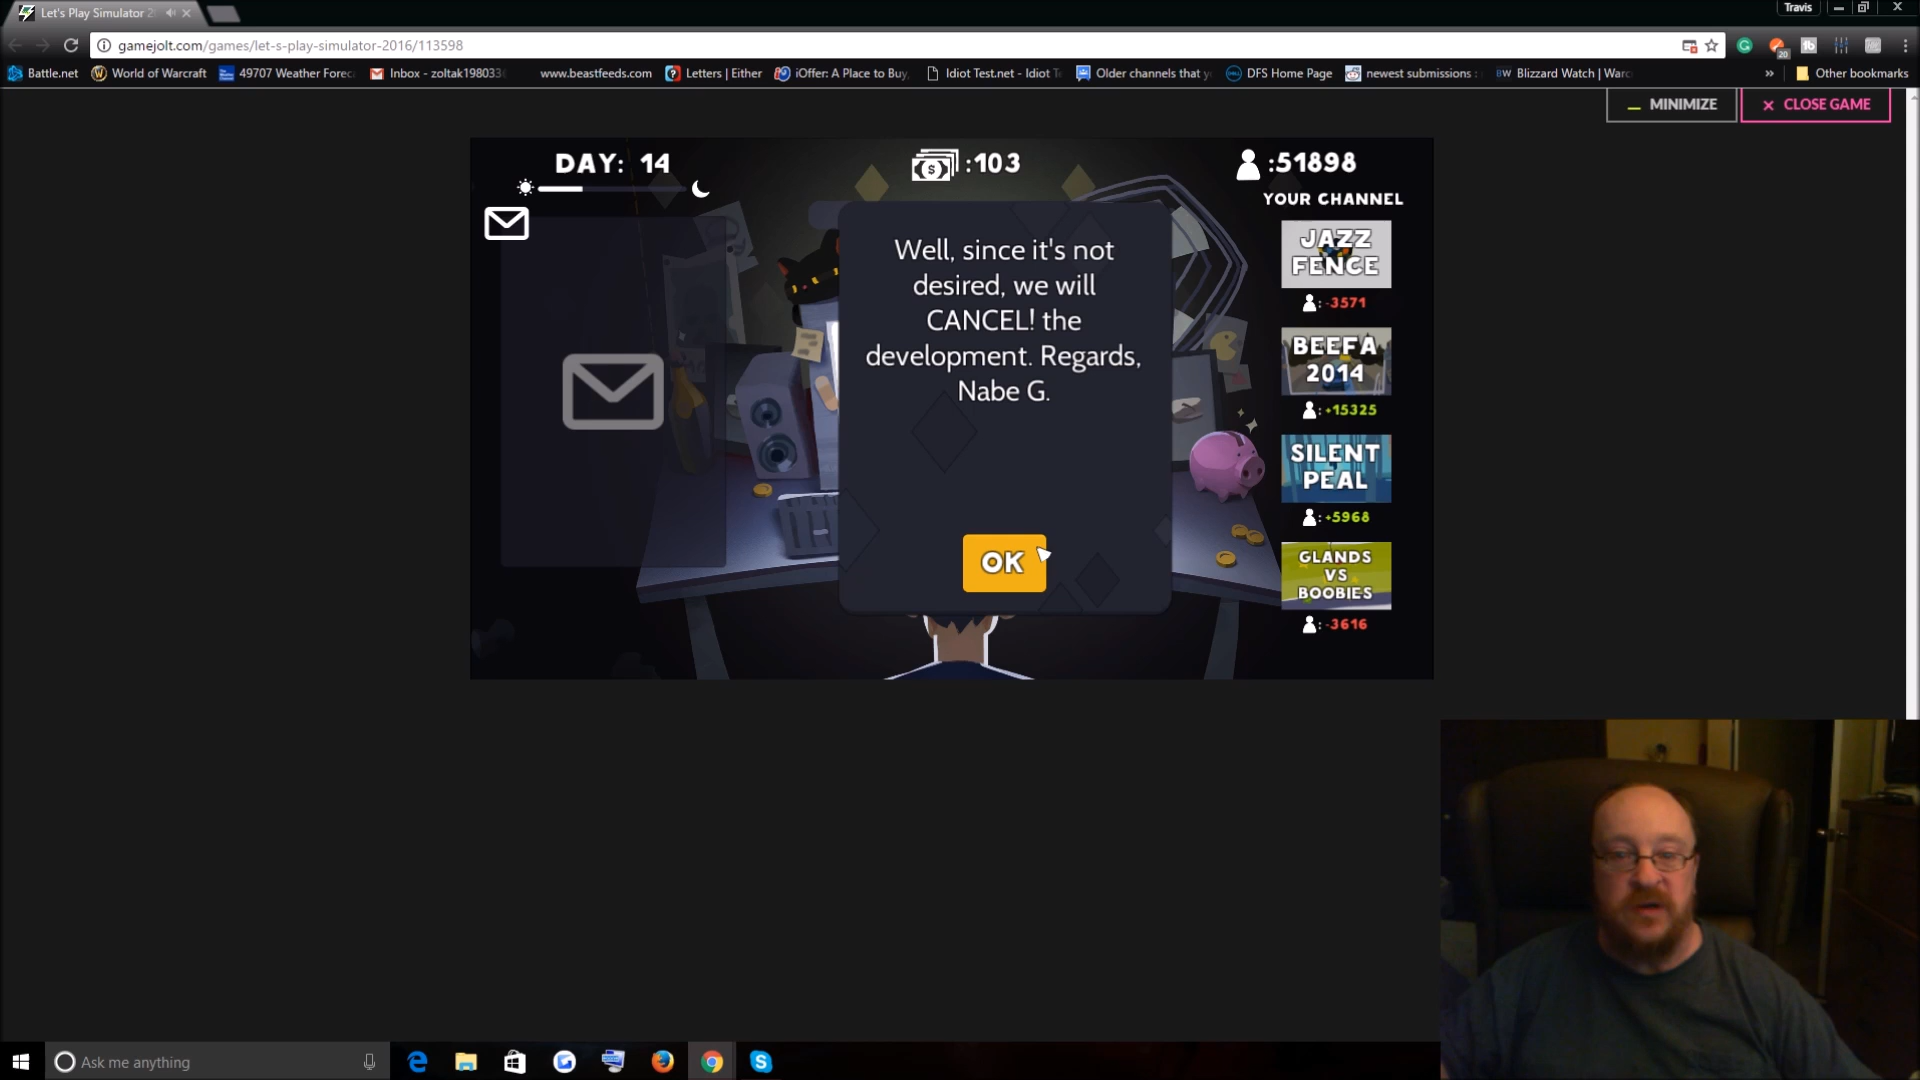 Let's Play Simulator 2
Travis
gamejolt.com/games/let-s-play-simulator-2016/113598
20
Battle.net
World of Warcraft
49707 Weather Forec
Inbox - zoltak198033
www.beastfeeds.com
Letters | Either
iOffer: A Place to Buy,
Idiot Test.net - Idiot T
Older channels that y
DFS Home Page
newest submissions :
BW Blizzard Watch | Warc
»
Other bookmarks
MINIMIZE
CLOSE GAME
DAY: 14
:103
:51898
YOUR CHANNEL
JAZZ
FENCE
: -3571
BEEFA
2014
: +15325
SILENT
PEAL
: +5968
GLANDS
VS
BOOBIES
: -3616
Well, since it's not
desired, we will
CANCEL! the
development. Regards,
Nabe G.
OK
Ask me anything